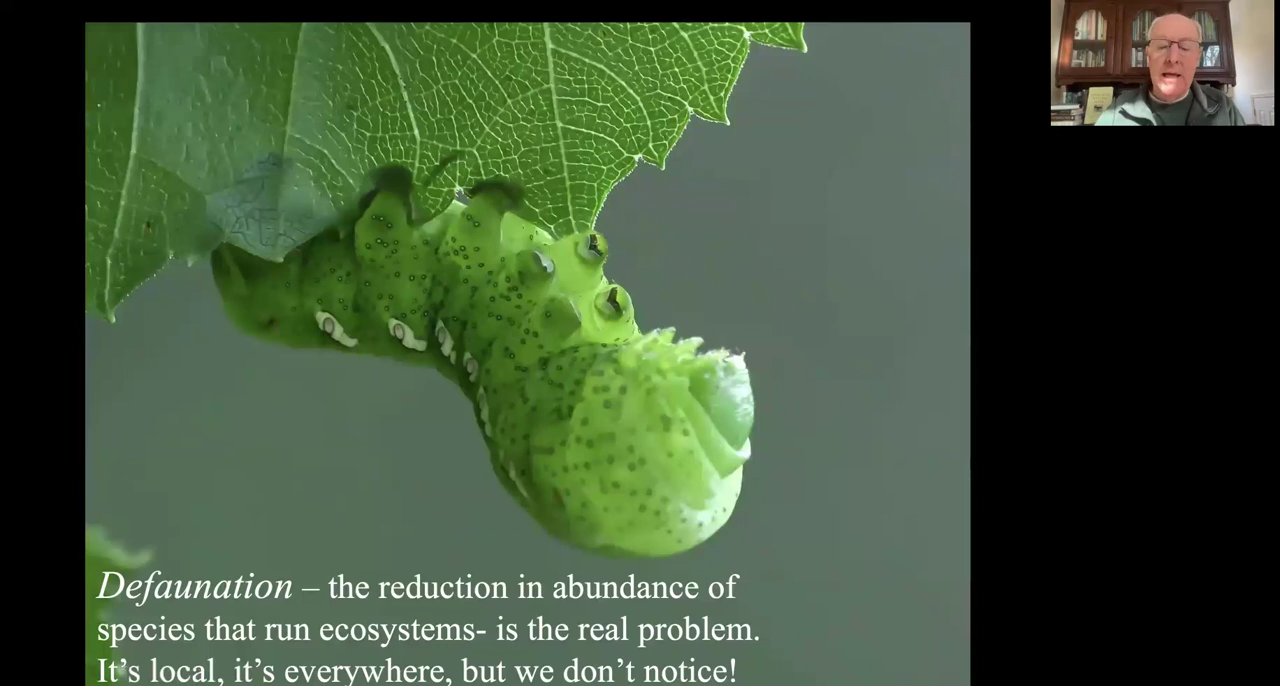 Defaunation – the reduction in abundance of
species that run ecosystems- is the real problem.
It’s local, it’s everywhere, but we don’t notice!